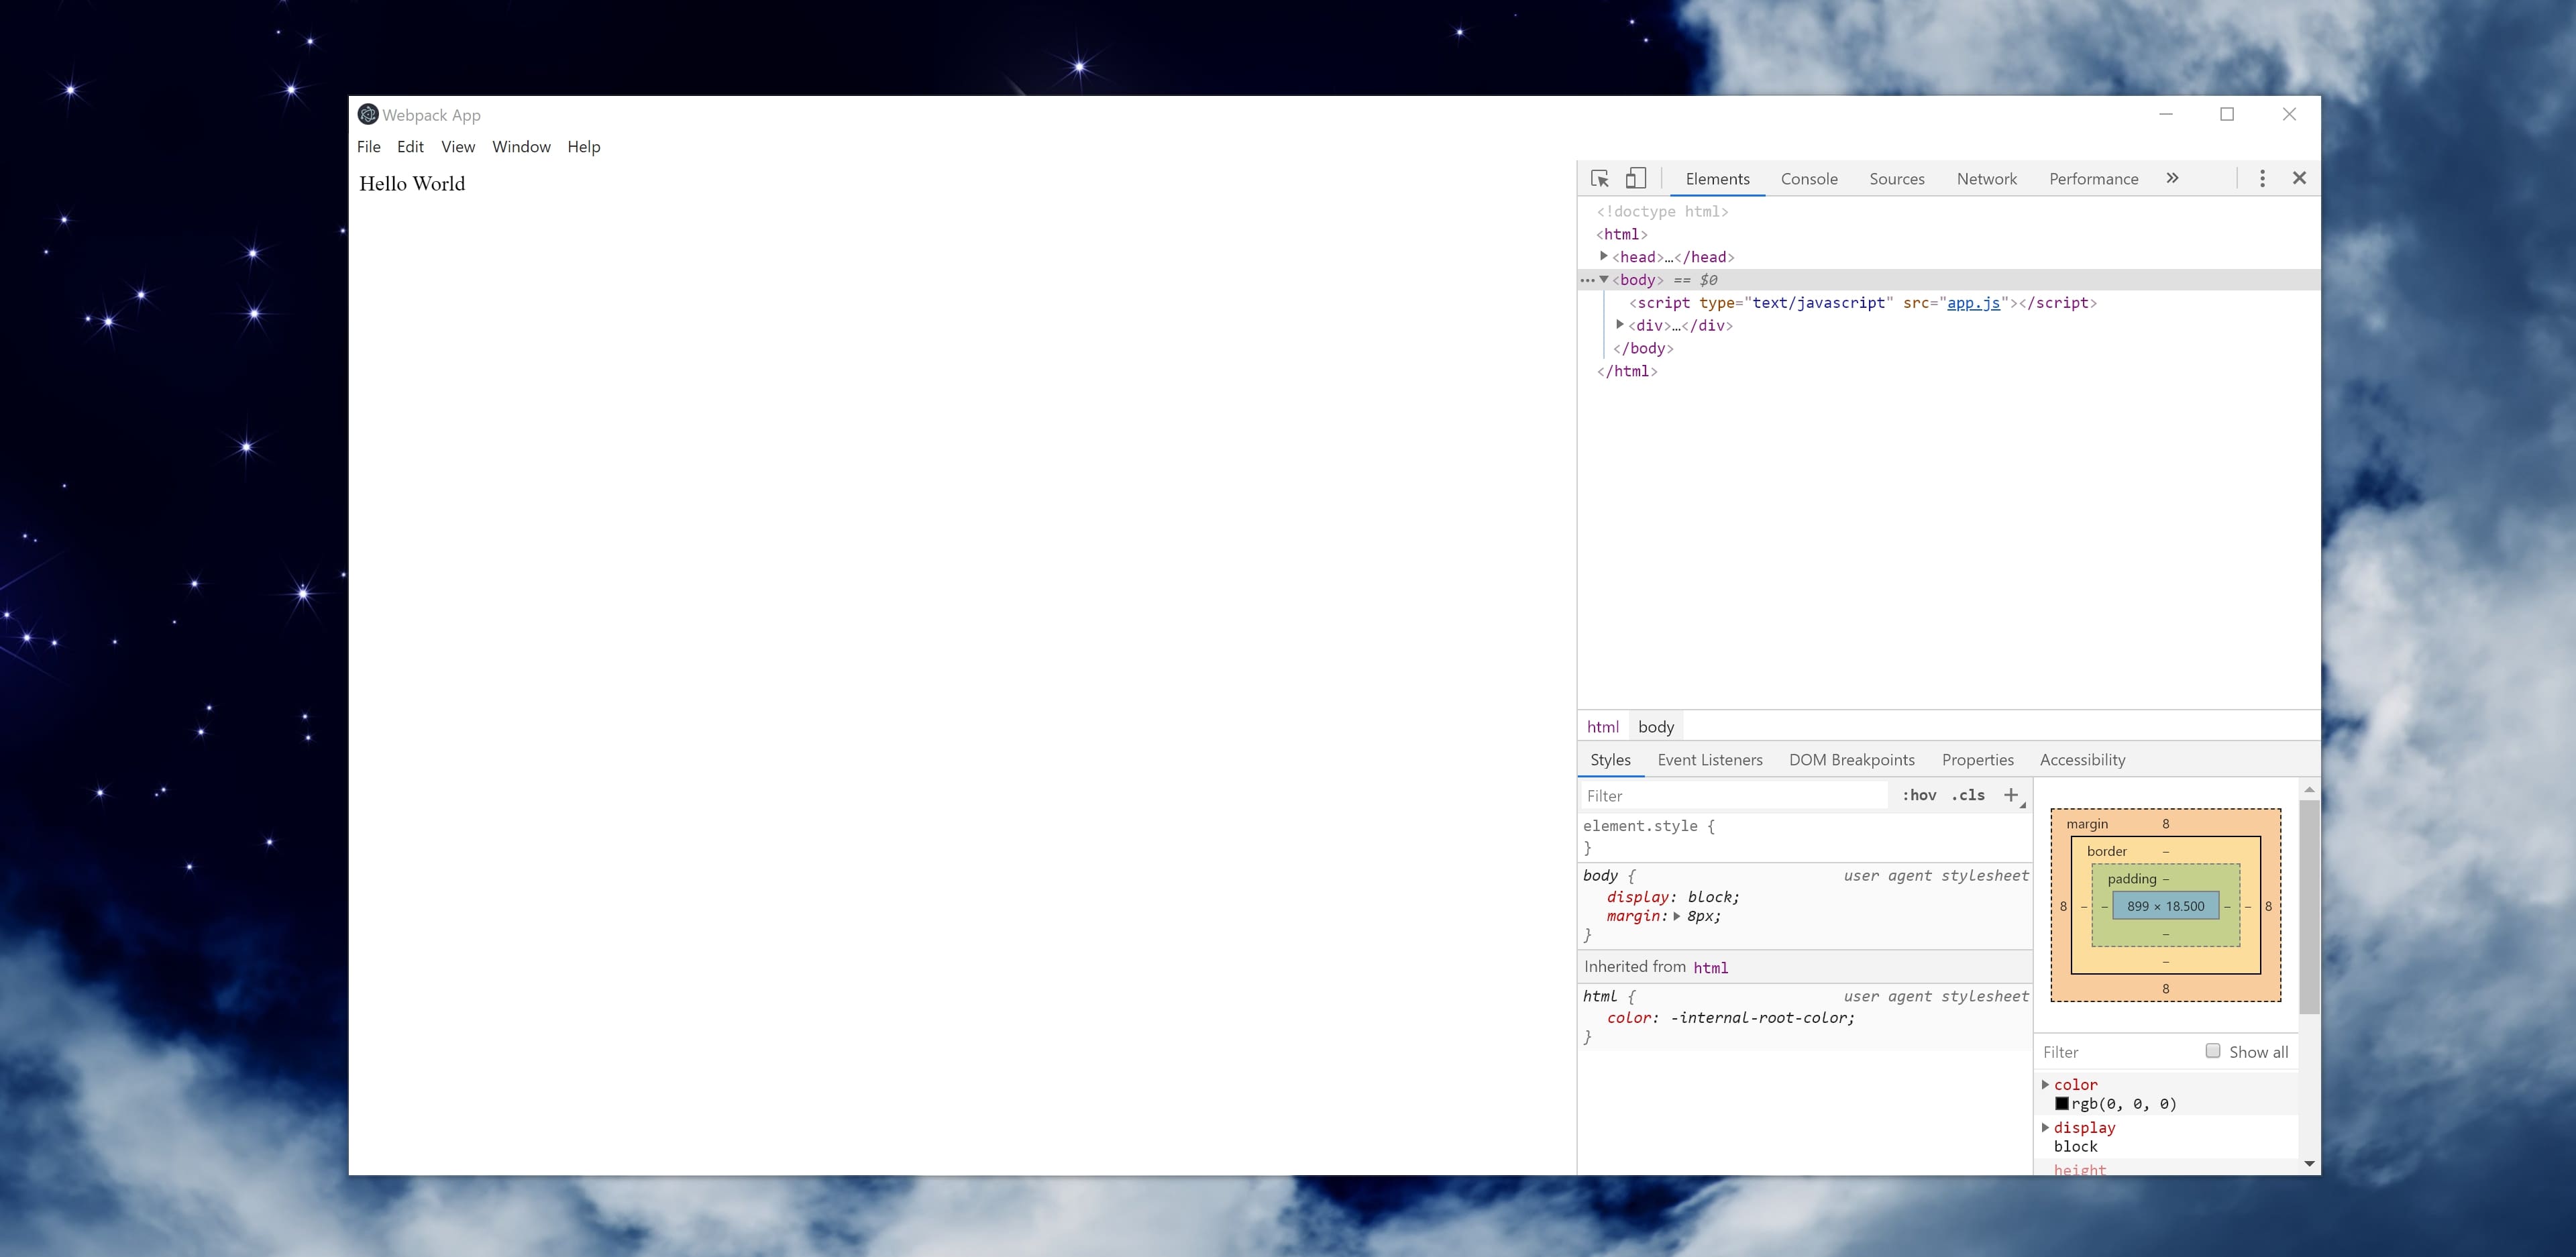 Webpack App
File Edit View Window Help
Hello World
Elements Console Sources Network Performance »
<!doctype html>
<html>
<head>…</head>
<body> == $0
<script type="text/javascript" src="app.js"></script>
<div>…</div>
</body>
</html>
html body
Styles Event Listeners DOM Breakpoints Properties Accessibility
Filter :hov .cls +
element.style {
}
body { user agent stylesheet
display: block;
margin: 8px;
}
Inherited from html
html { user agent stylesheet
color: -internal-root-color;
}
margin 8
border –
padding –
8 – – 899 × 18.500 – – 8
–
–
8
Filter Show all
color
rgb(0, 0, 0)
display
block
height